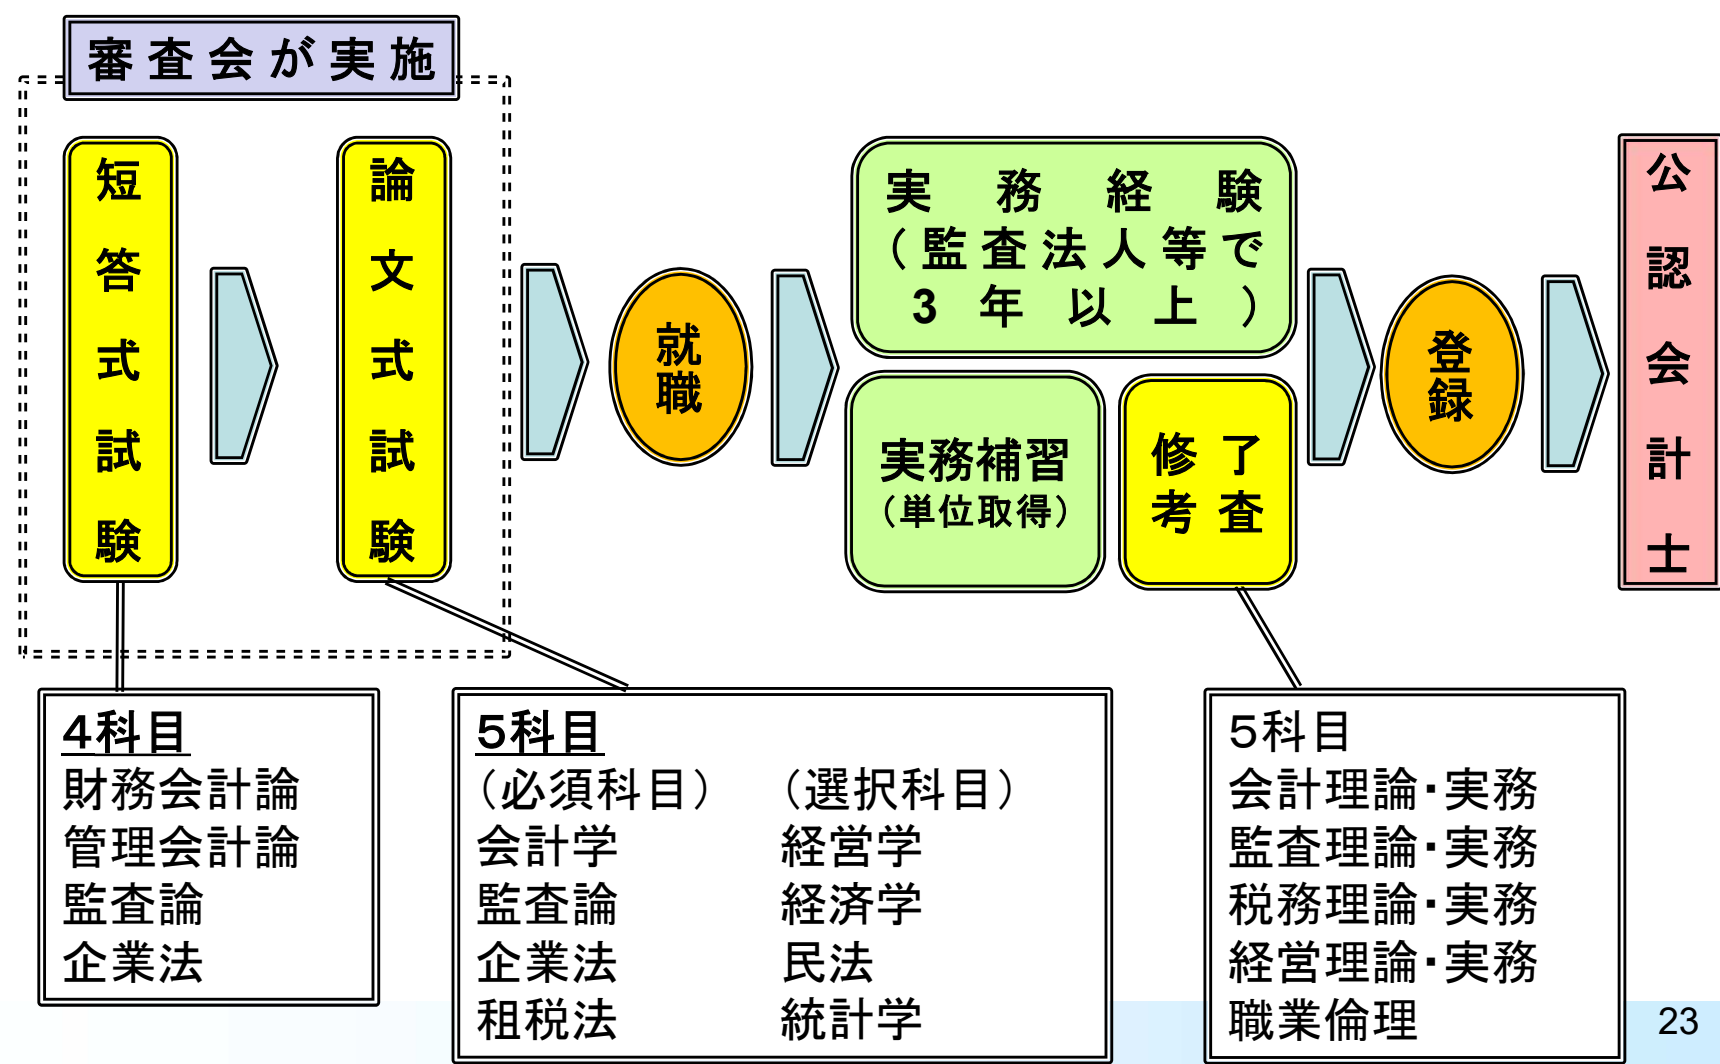 審査会が実施
短答式試験
論文式試験
就職
実務経験
（監査法人等で
3年以上）
実務補習
（単位取得）
修了
考査
登録
公認会計士
4科目
財務会計論
管理会計論
監査論
企業法
5科目
（必須科目）　（選択科目）
会計学　経営学
監査論　経済学
企業法　民法
租税法　統計学
5科目
会計理論・実務
監査理論・実務
税務理論・実務
経営理論・実務
職業倫理
23